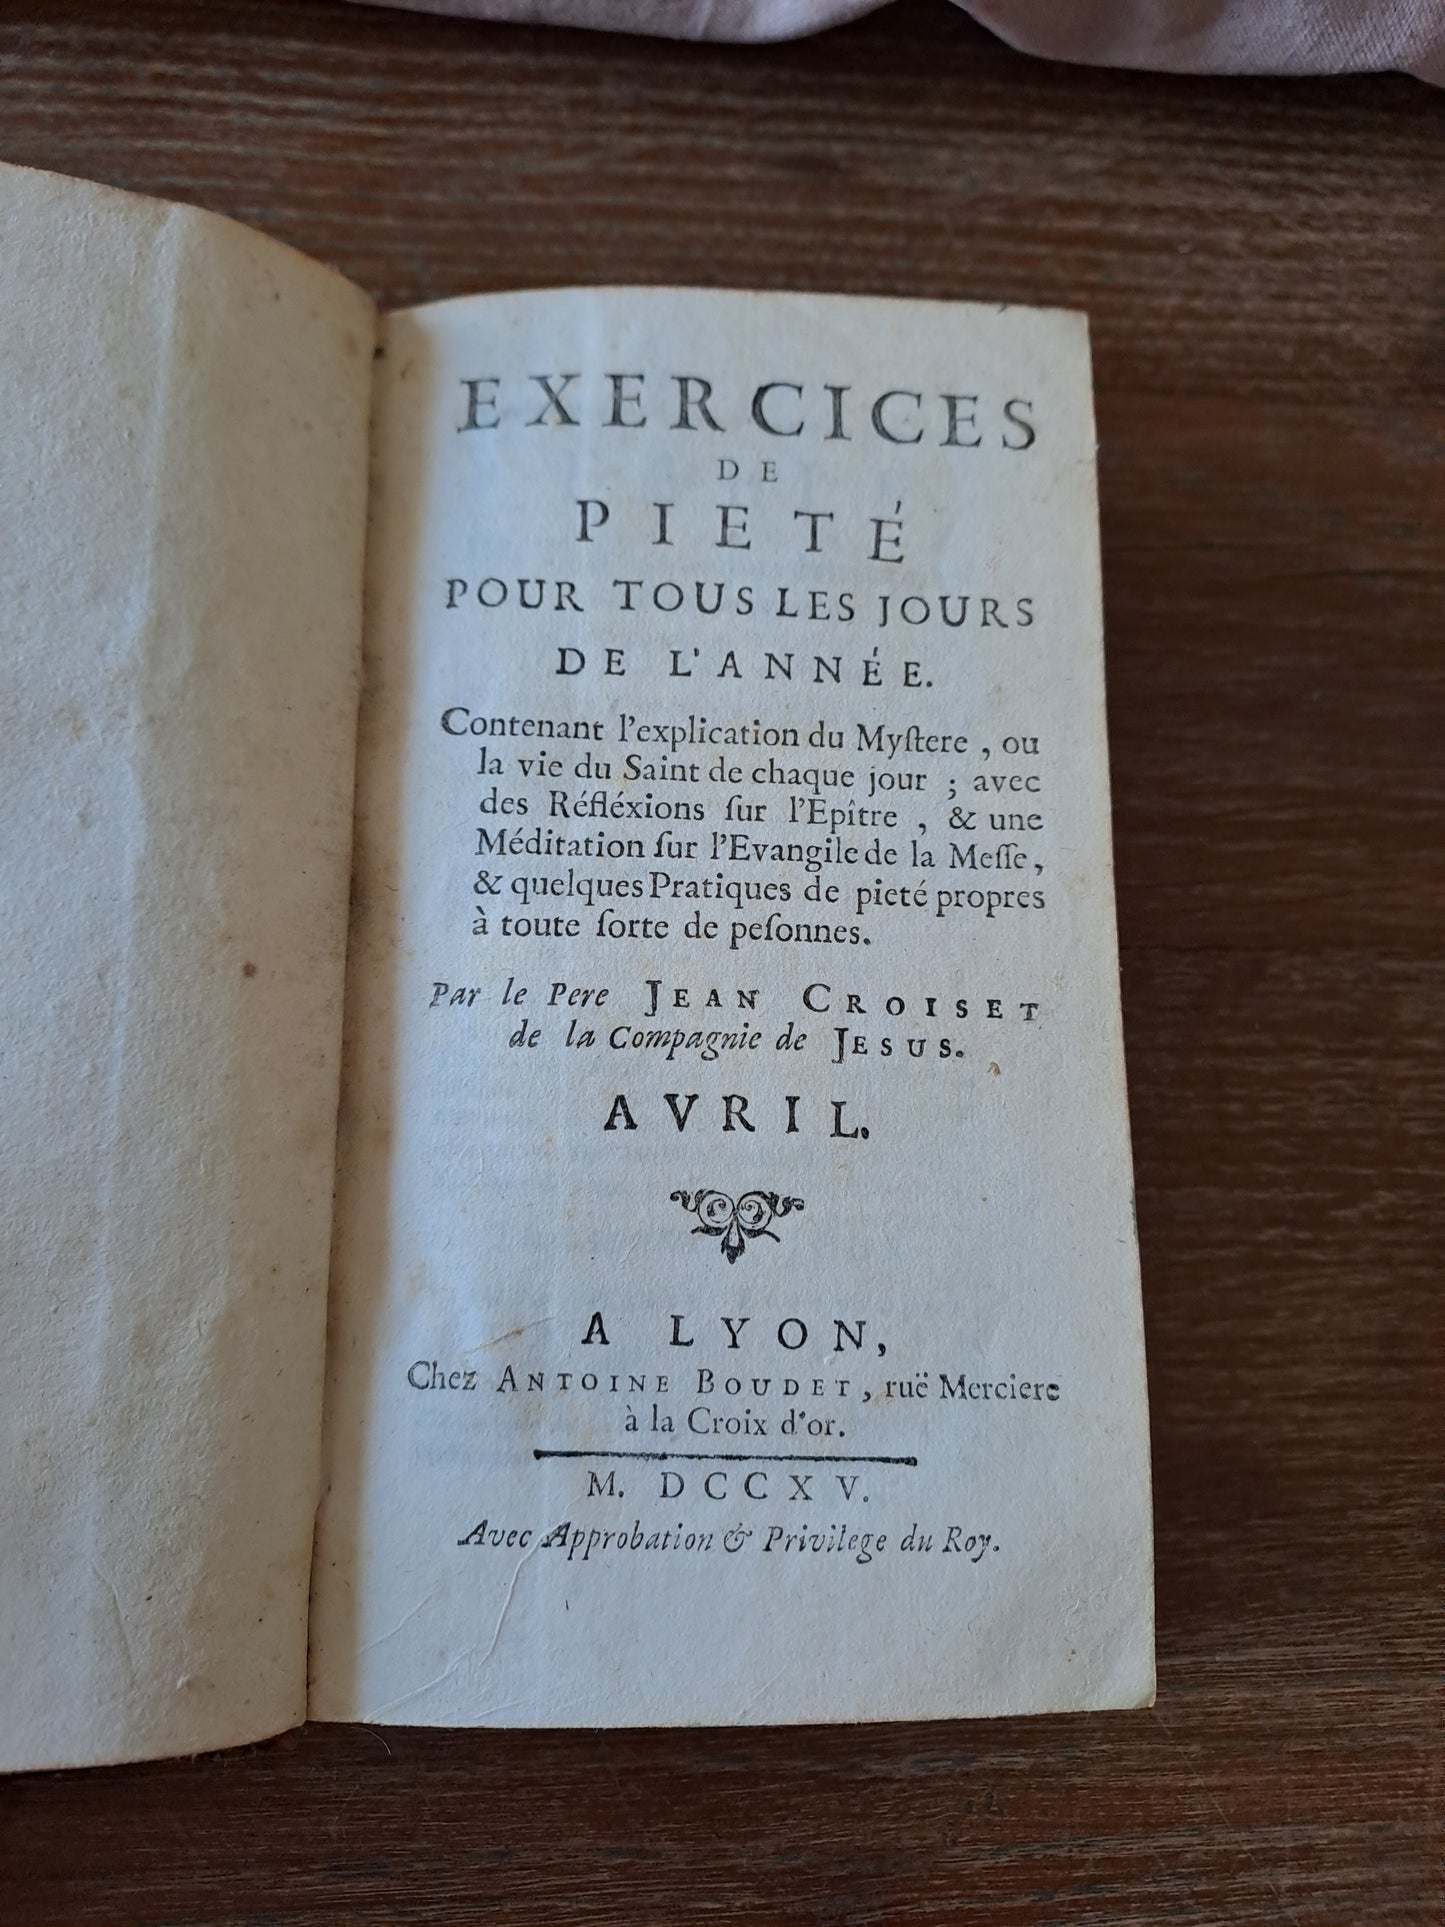 EXERCICES
DE
PIETÉ
POUR TOUS LES JOURS
DE L'ANNÉE.
Contenant l'explication du Myſtere , ou
la vie du Saint de chaque jour ; avec
des Réfléxions ſur l'Epître , & une
Méditation ſur l'Evangile de la Meſſe,
& quelques Pratiques de pieté propres
à toute ſorte de peſonnes.
Par le Pere JEAN CROISET
de la Compagnie de JESUS.
AVRIL.
A LYON,
Chez ANTOINE BOUDET, ruë Merciere
à la Croix d'or.
M. DCCXV.
Avec Approbation & Privilege du Roy.